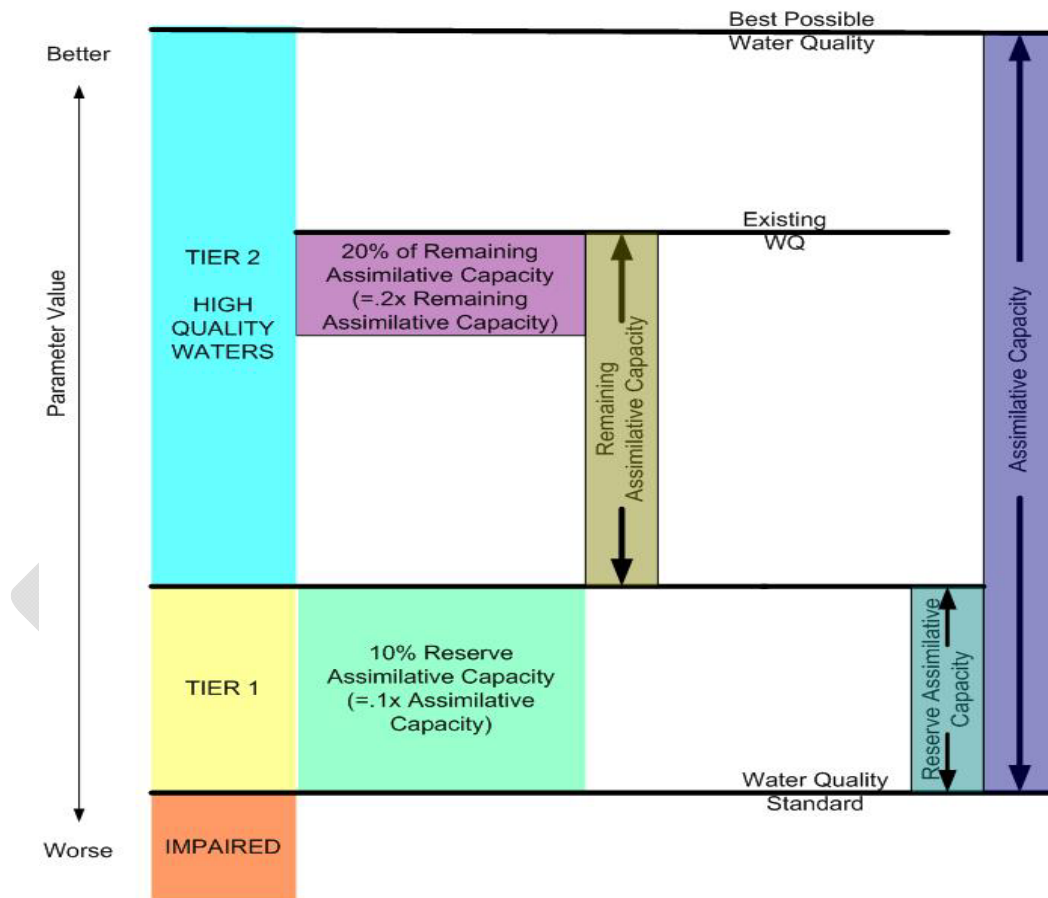 Best Possible
Water Quality
Better
Parameter Value
Worse
TIER 2
HIGH
QUALITY
WATERS
TIER 1
IMPAIRED
20% of Remaining
Assimilative Capacity
(=.2x Remaining
Assimilative Capacity)
10% Reserve
Assimilative Capacity
(=.1x Assimilative
Capacity)
Remaining
Assimilative Capacity
Existing
WQ
Reserve Assimilative
Capacity
Water Quality
Standard
Assimilative Capacity